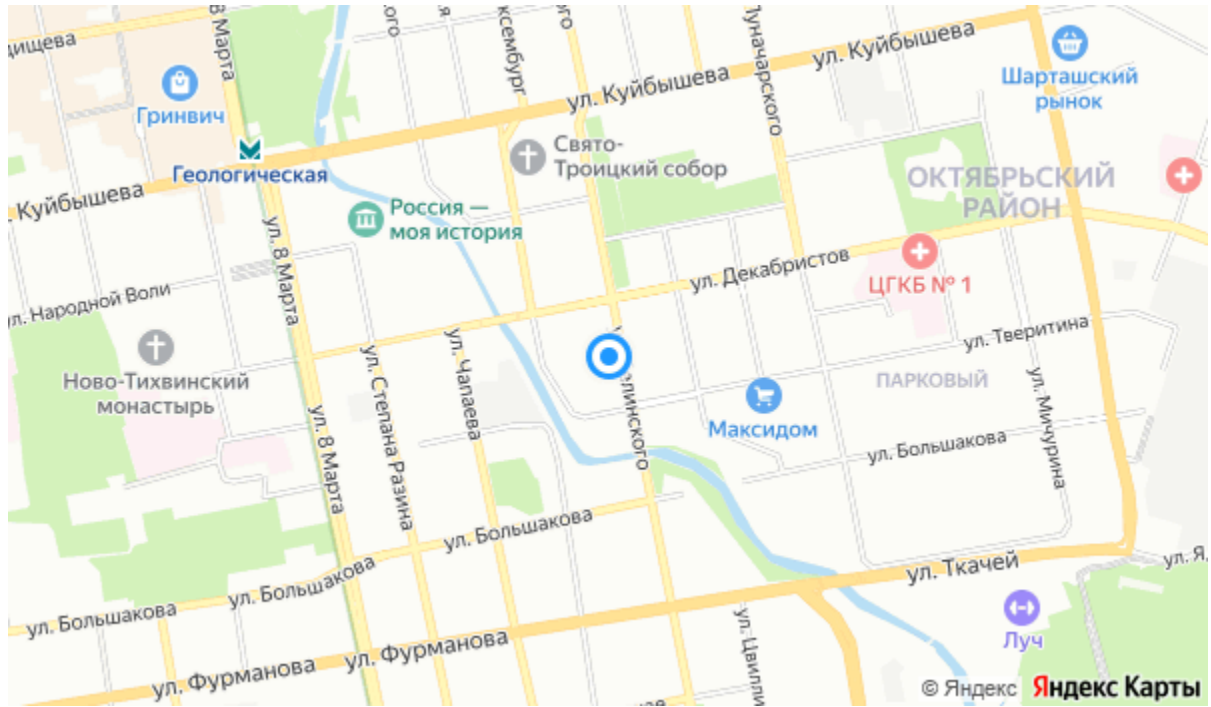 8 Марта
ул. Куйбышева
Шарташский
рынок
Гринвич
ул. Куйбышева
Луначарского
Свято-
Троицкий собор
Геологическая
ОКТЯБРЬСКИЙ
РАЙОН
Куйбышева
Россия —
моя история
ул. 8 Марта
ул. Декабристов
ЦГКБ № 1
ул. Народной Воли
ул. Тверитина
Ново-Тихвинский
монастырь
ул. Степана Разина
ул. Чапаева
ПАРКОВЫЙ
ул. Мичурина
Максидом
ул. 8 Марта
ул. Большакова
ул. Большакова
ул. Большакова
ул. Большакова
ул. Ткачей
Луч
ул. Фурманова
ул. Фурманова
© Яндекс Яндекс Карты